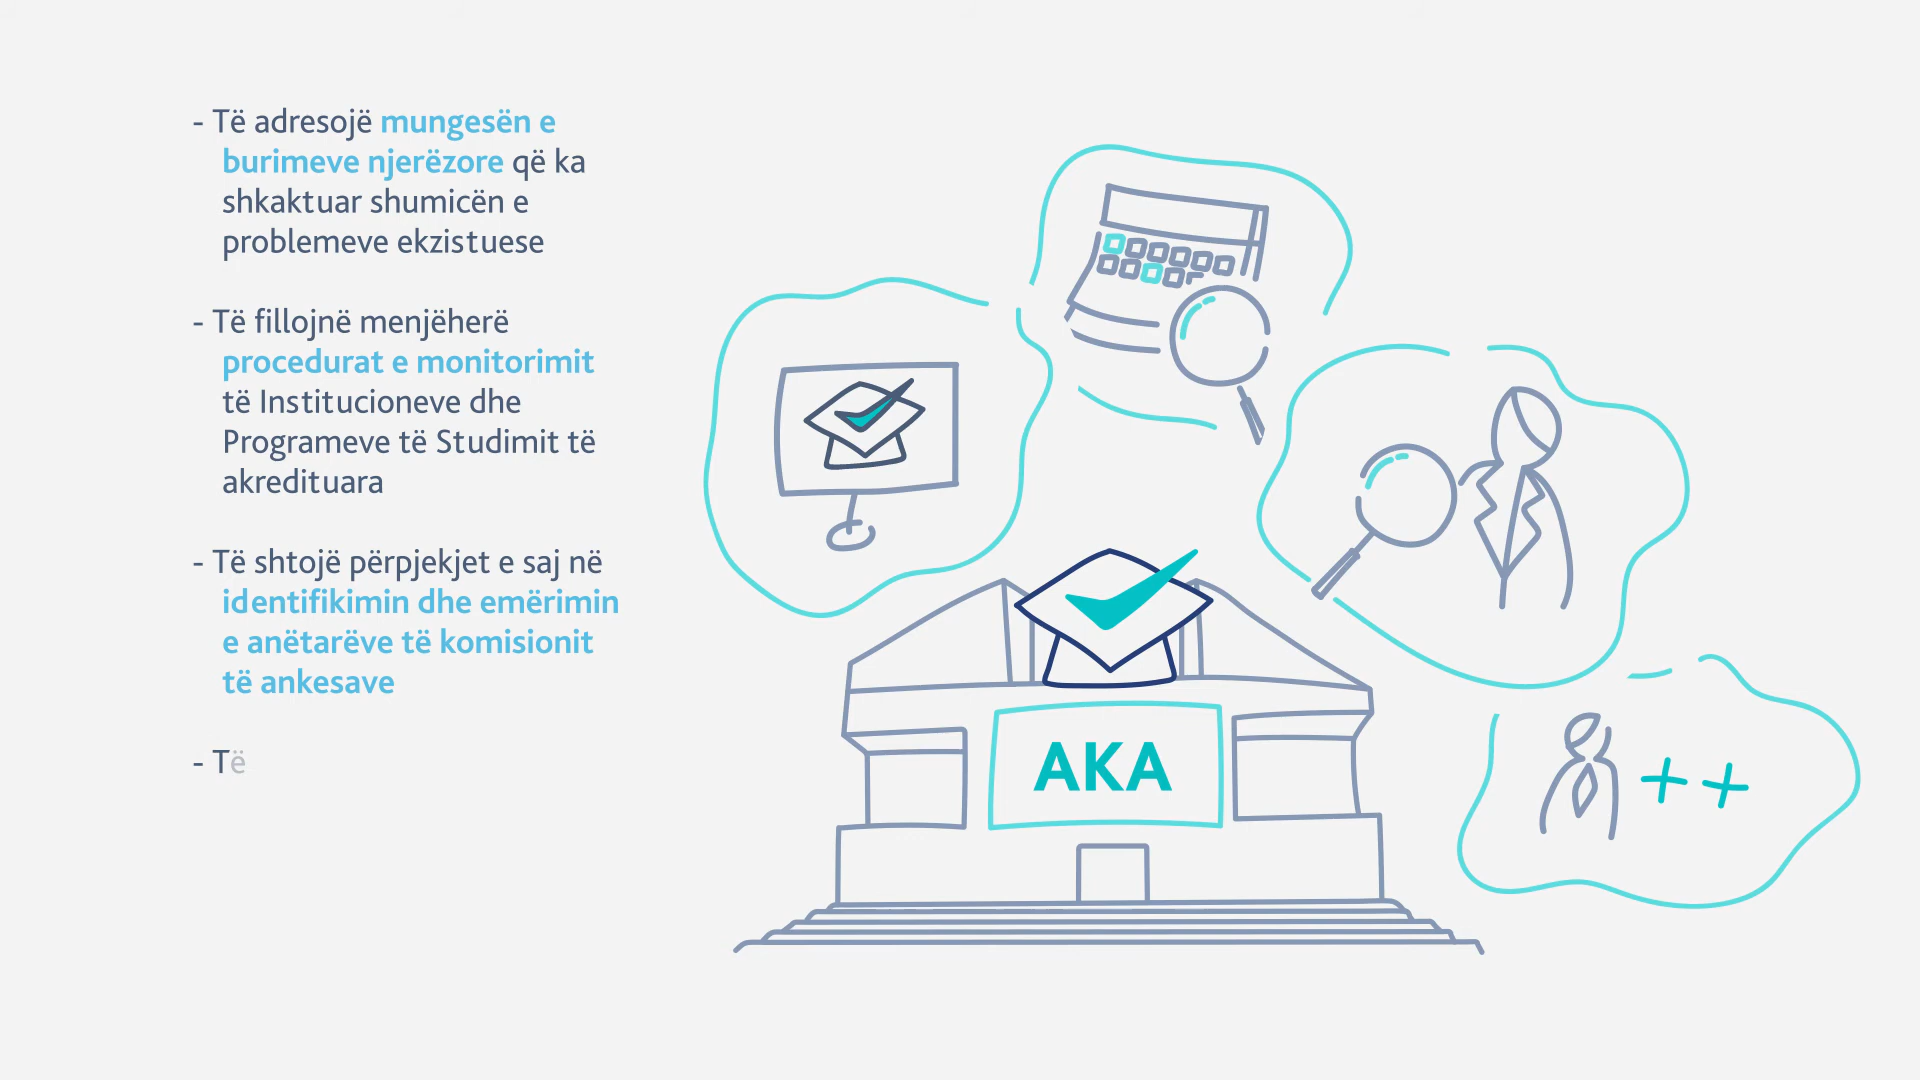 - Të adresojë mungesën e
burimeve njerëzore që ka
shkaktuar shumicën e
problemeve ekzistuese
- Të fillojnë menjëherë
procedurat e monitorimit
të Institucioneve dhe
Programeve të Studimit të
akredituara
- Të shtojë përpjekjet e saj në
identifikimin dhe emërimin
e anëtarëve të komisionit
të ankesave
- Të
AKA